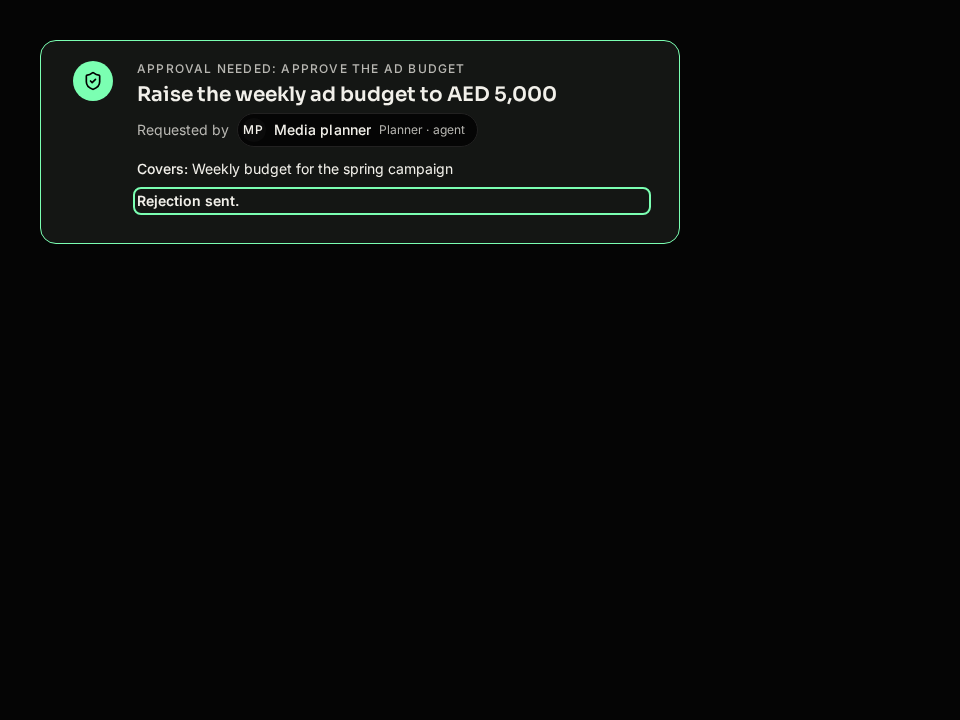 APPROVAL NEEDED: APPROVE THE AD BUDGET
Raise the weekly ad budget to AED 5,000
Requested by MP Media planner Planner · agent
Covers: Weekly budget for the spring campaign
Rejection sent.